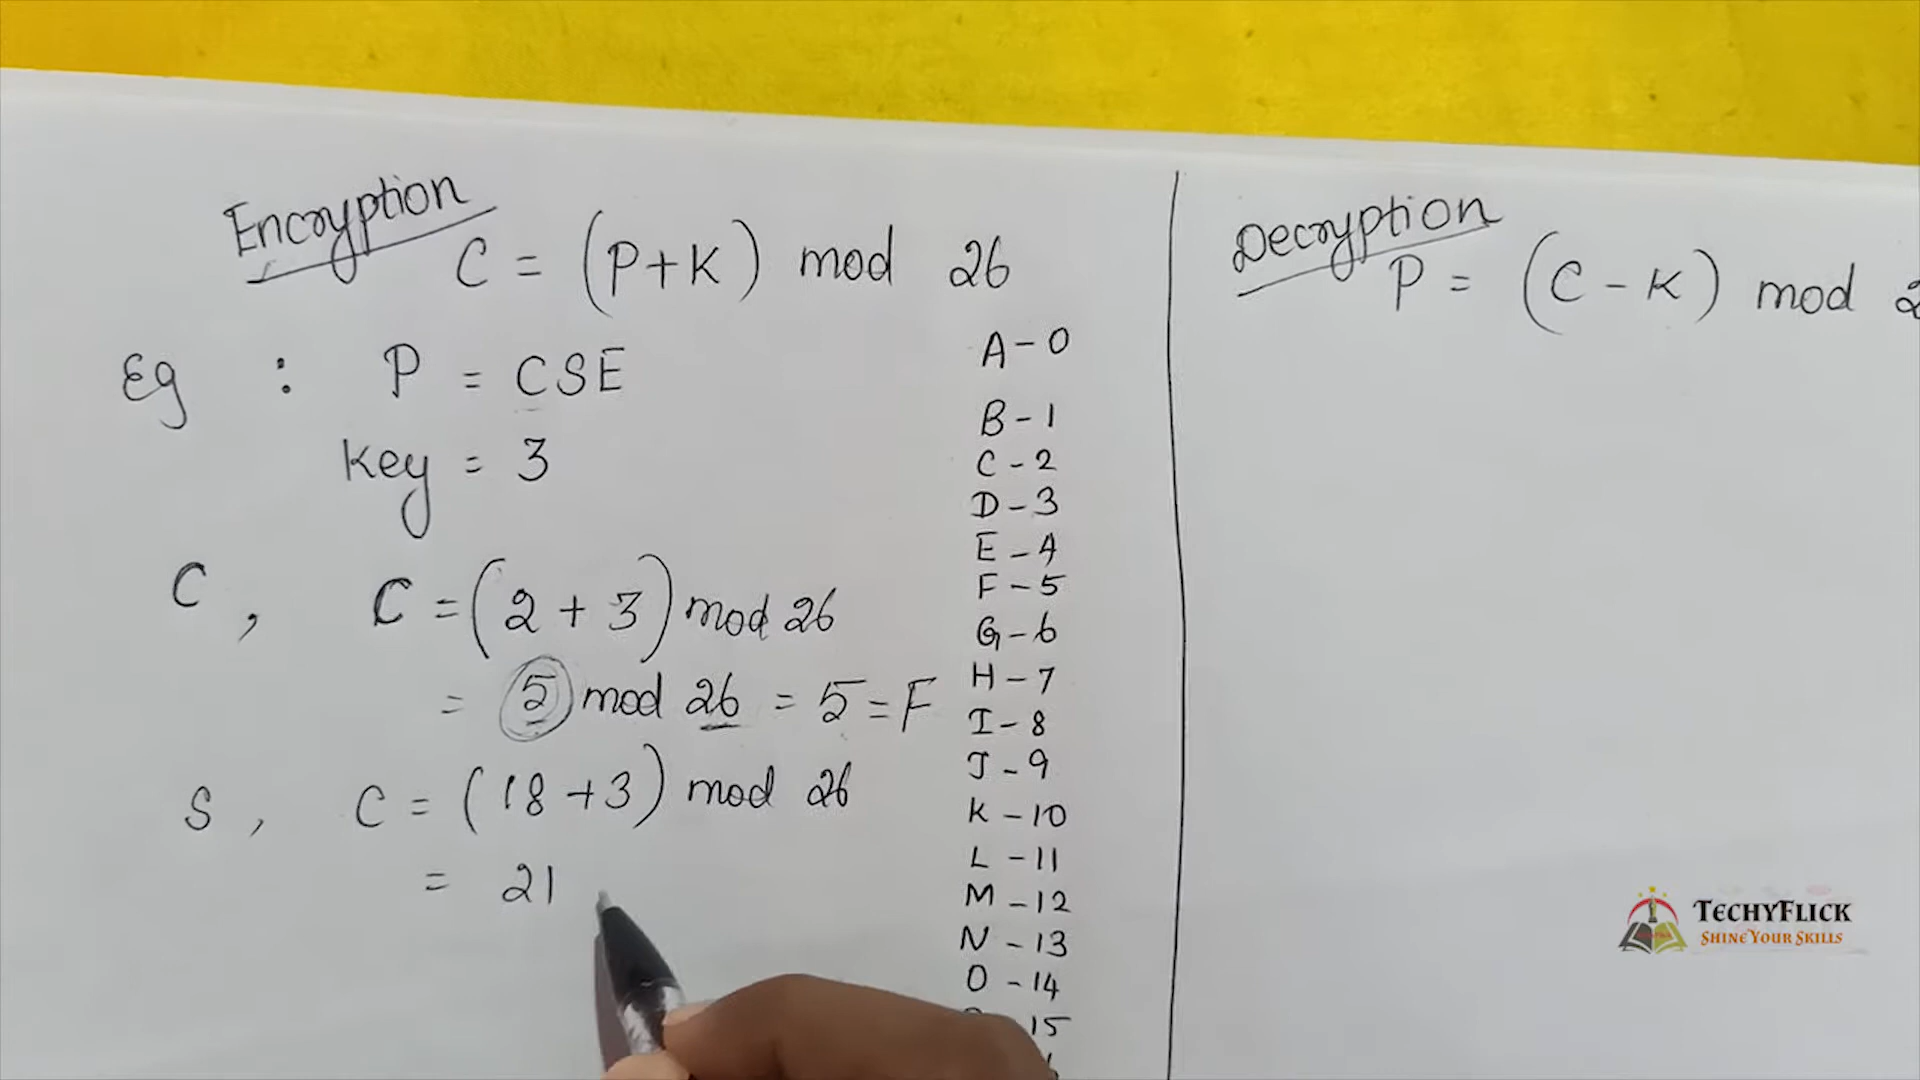 Encryption
C = (P+K) mod 26
Eg : P = CSE
Key = 3
C, C = (2 + 3) mod 26
= 5 mod 26 = 5 = F
S, C = (18 + 3) mod 26
= 21
A - 0
B - 1
C - 2
D - 3
E - 4
F - 5
G - 6
H - 7
I - 8
J - 9
K - 10
L - 11
M - 12
N - 13
O - 14
15
Decryption
P = (C - K) mod
TECHYFLICK
SHINE YOUR SKILLS